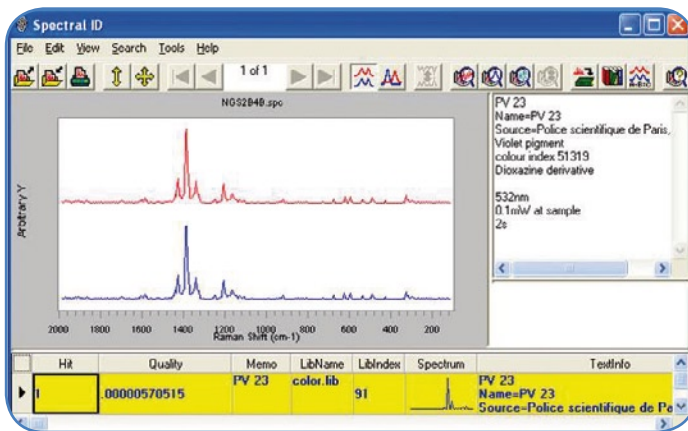 Spectral ID
File Edit View Search Tools Help
1 of 1
NGS2B4B.spc
Arbitrary Y
2000 1800 1600 1400 1200 1000 800 600 400 200
Raman Shift (cm-1)
PV 23
Name=PV 23
Source=Police scientifique de Paris,
Violet pigment
colour index 51319
Dioxazine derivative
532nm
0.1mW at sample
2s
Hit Quality Memo LibName LibIndex Spectrum TextInfo
1 .00000570515 PV 23 color.lib 91 PV 23
Name=PV 23
Source=Police scientifique de Pa